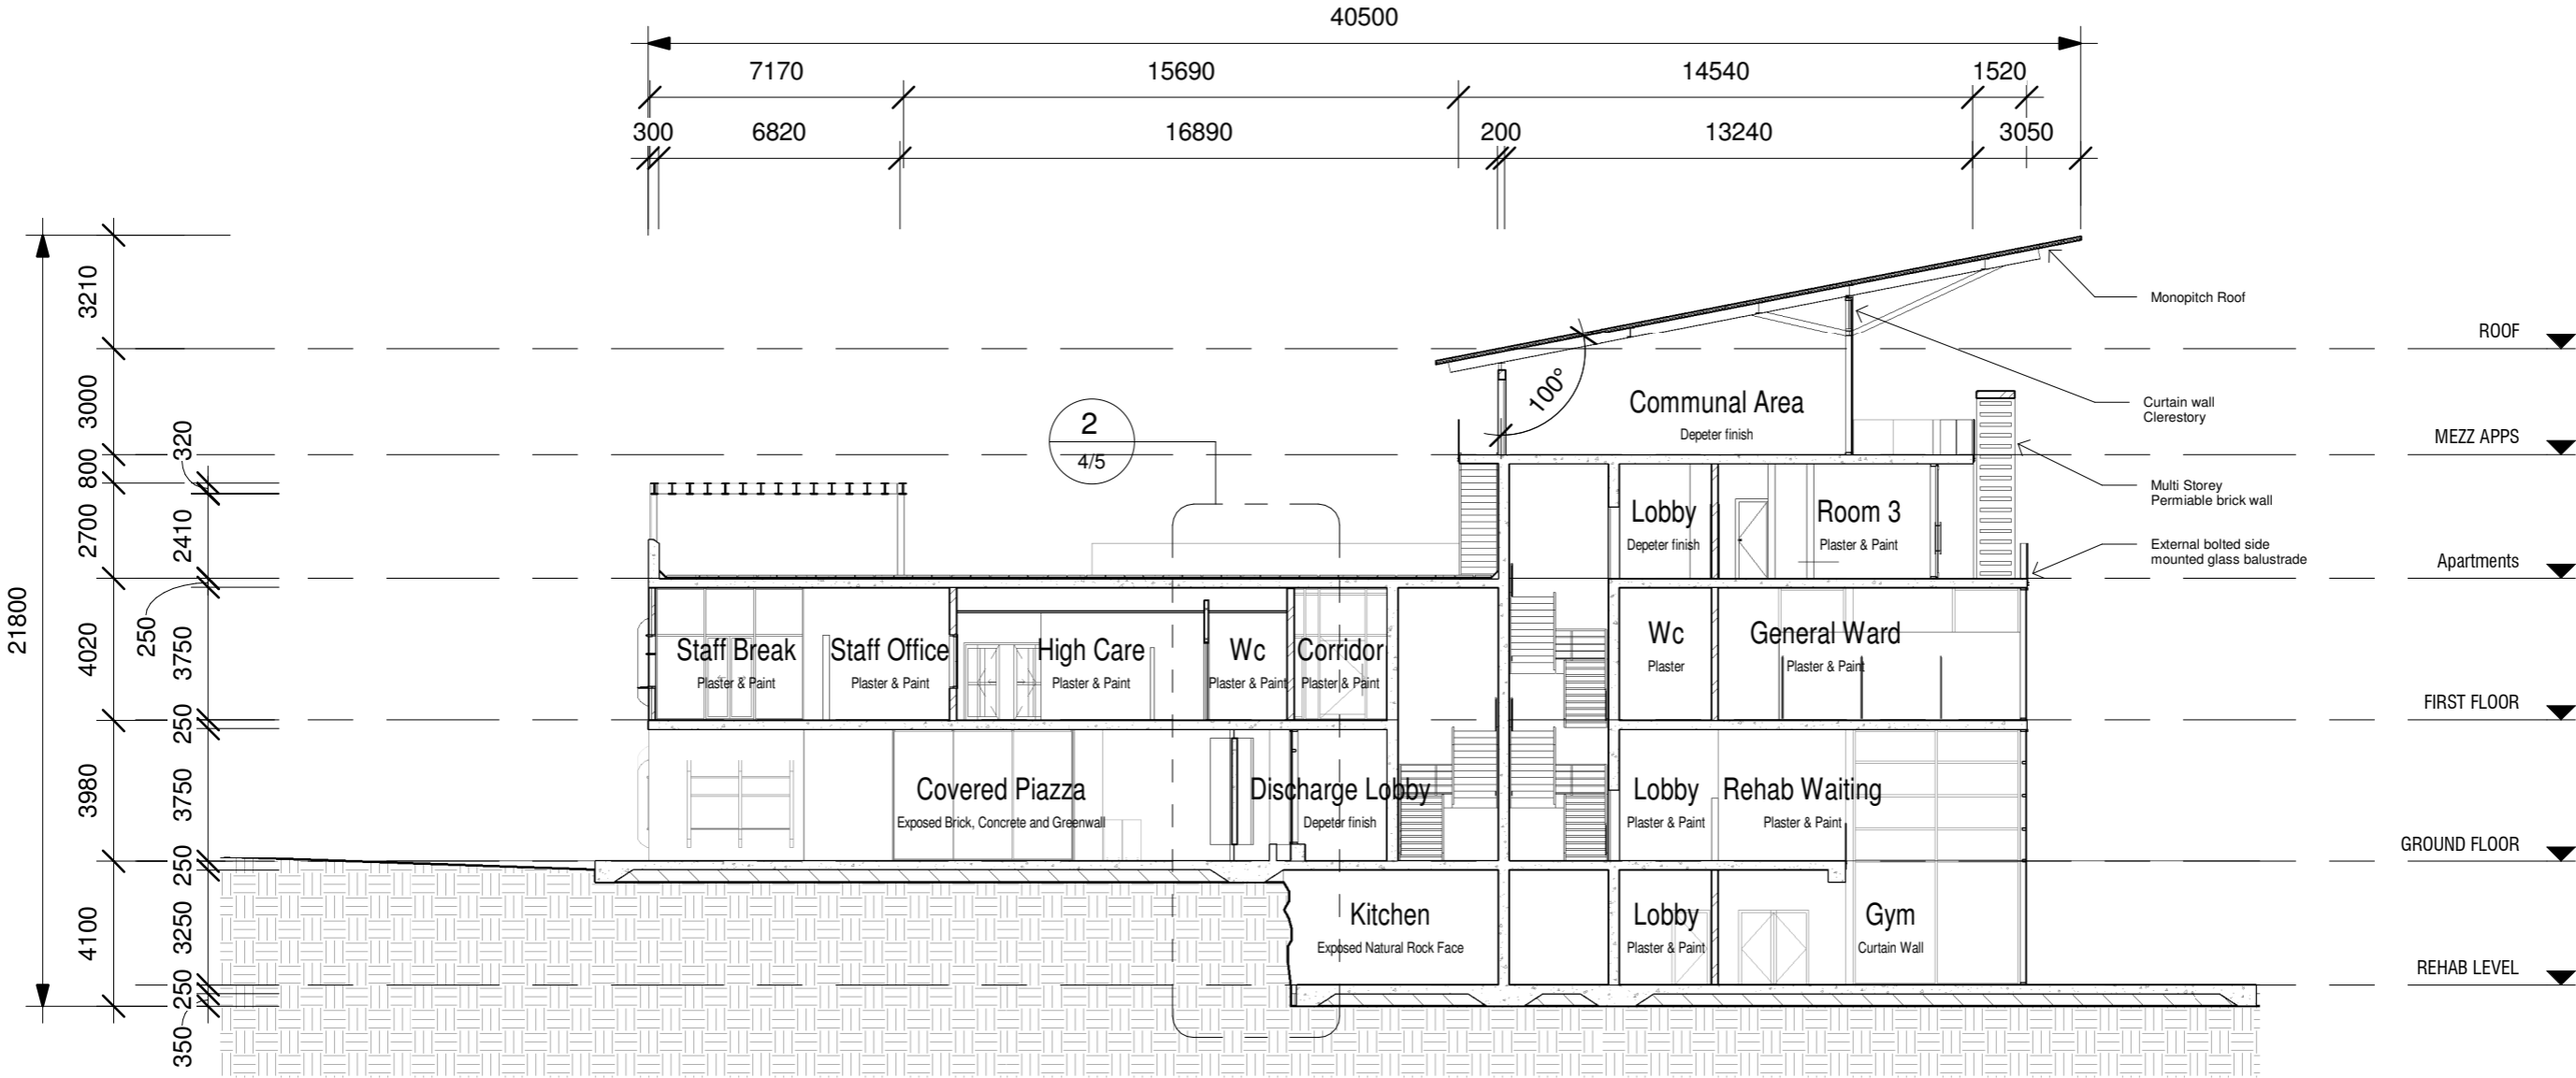 40500
7170
15690
14540
1520
300
6820
16890
200
13240
3050
21800
3210
3000
800
2700
4020
3980
4100
320
2410
250
3750
250
3750
250
3250
250
350
Monopitch Roof
ROOF
2
4/5
100°
Communal Area
Depeter finish
Curtain wall
Clerestory
MEZZ APPS
Multi Storey
Permiable brick wall
Lobby
Depeter finish
Room 3
Plaster & Paint
External bolted side
mounted glass balustrade
Apartments
Staff Break
Plaster & Paint
Staff Office
Plaster & Paint
High Care
Plaster & Paint
Wc
Plaster & Paint
Corridor
Plaster & Paint
Wc
Plaster
General Ward
Plaster & Paint
FIRST FLOOR
Covered Piazza
Exposed Brick, Concrete and Greenwall
Discharge Lobby
Depeter finish
Lobby
Plaster & Paint
Rehab Waiting
Plaster & Paint
GROUND FLOOR
Kitchen
Exposed Natural Rock Face
Lobby
Plaster & Paint
Gym
Curtain Wall
REHAB LEVEL